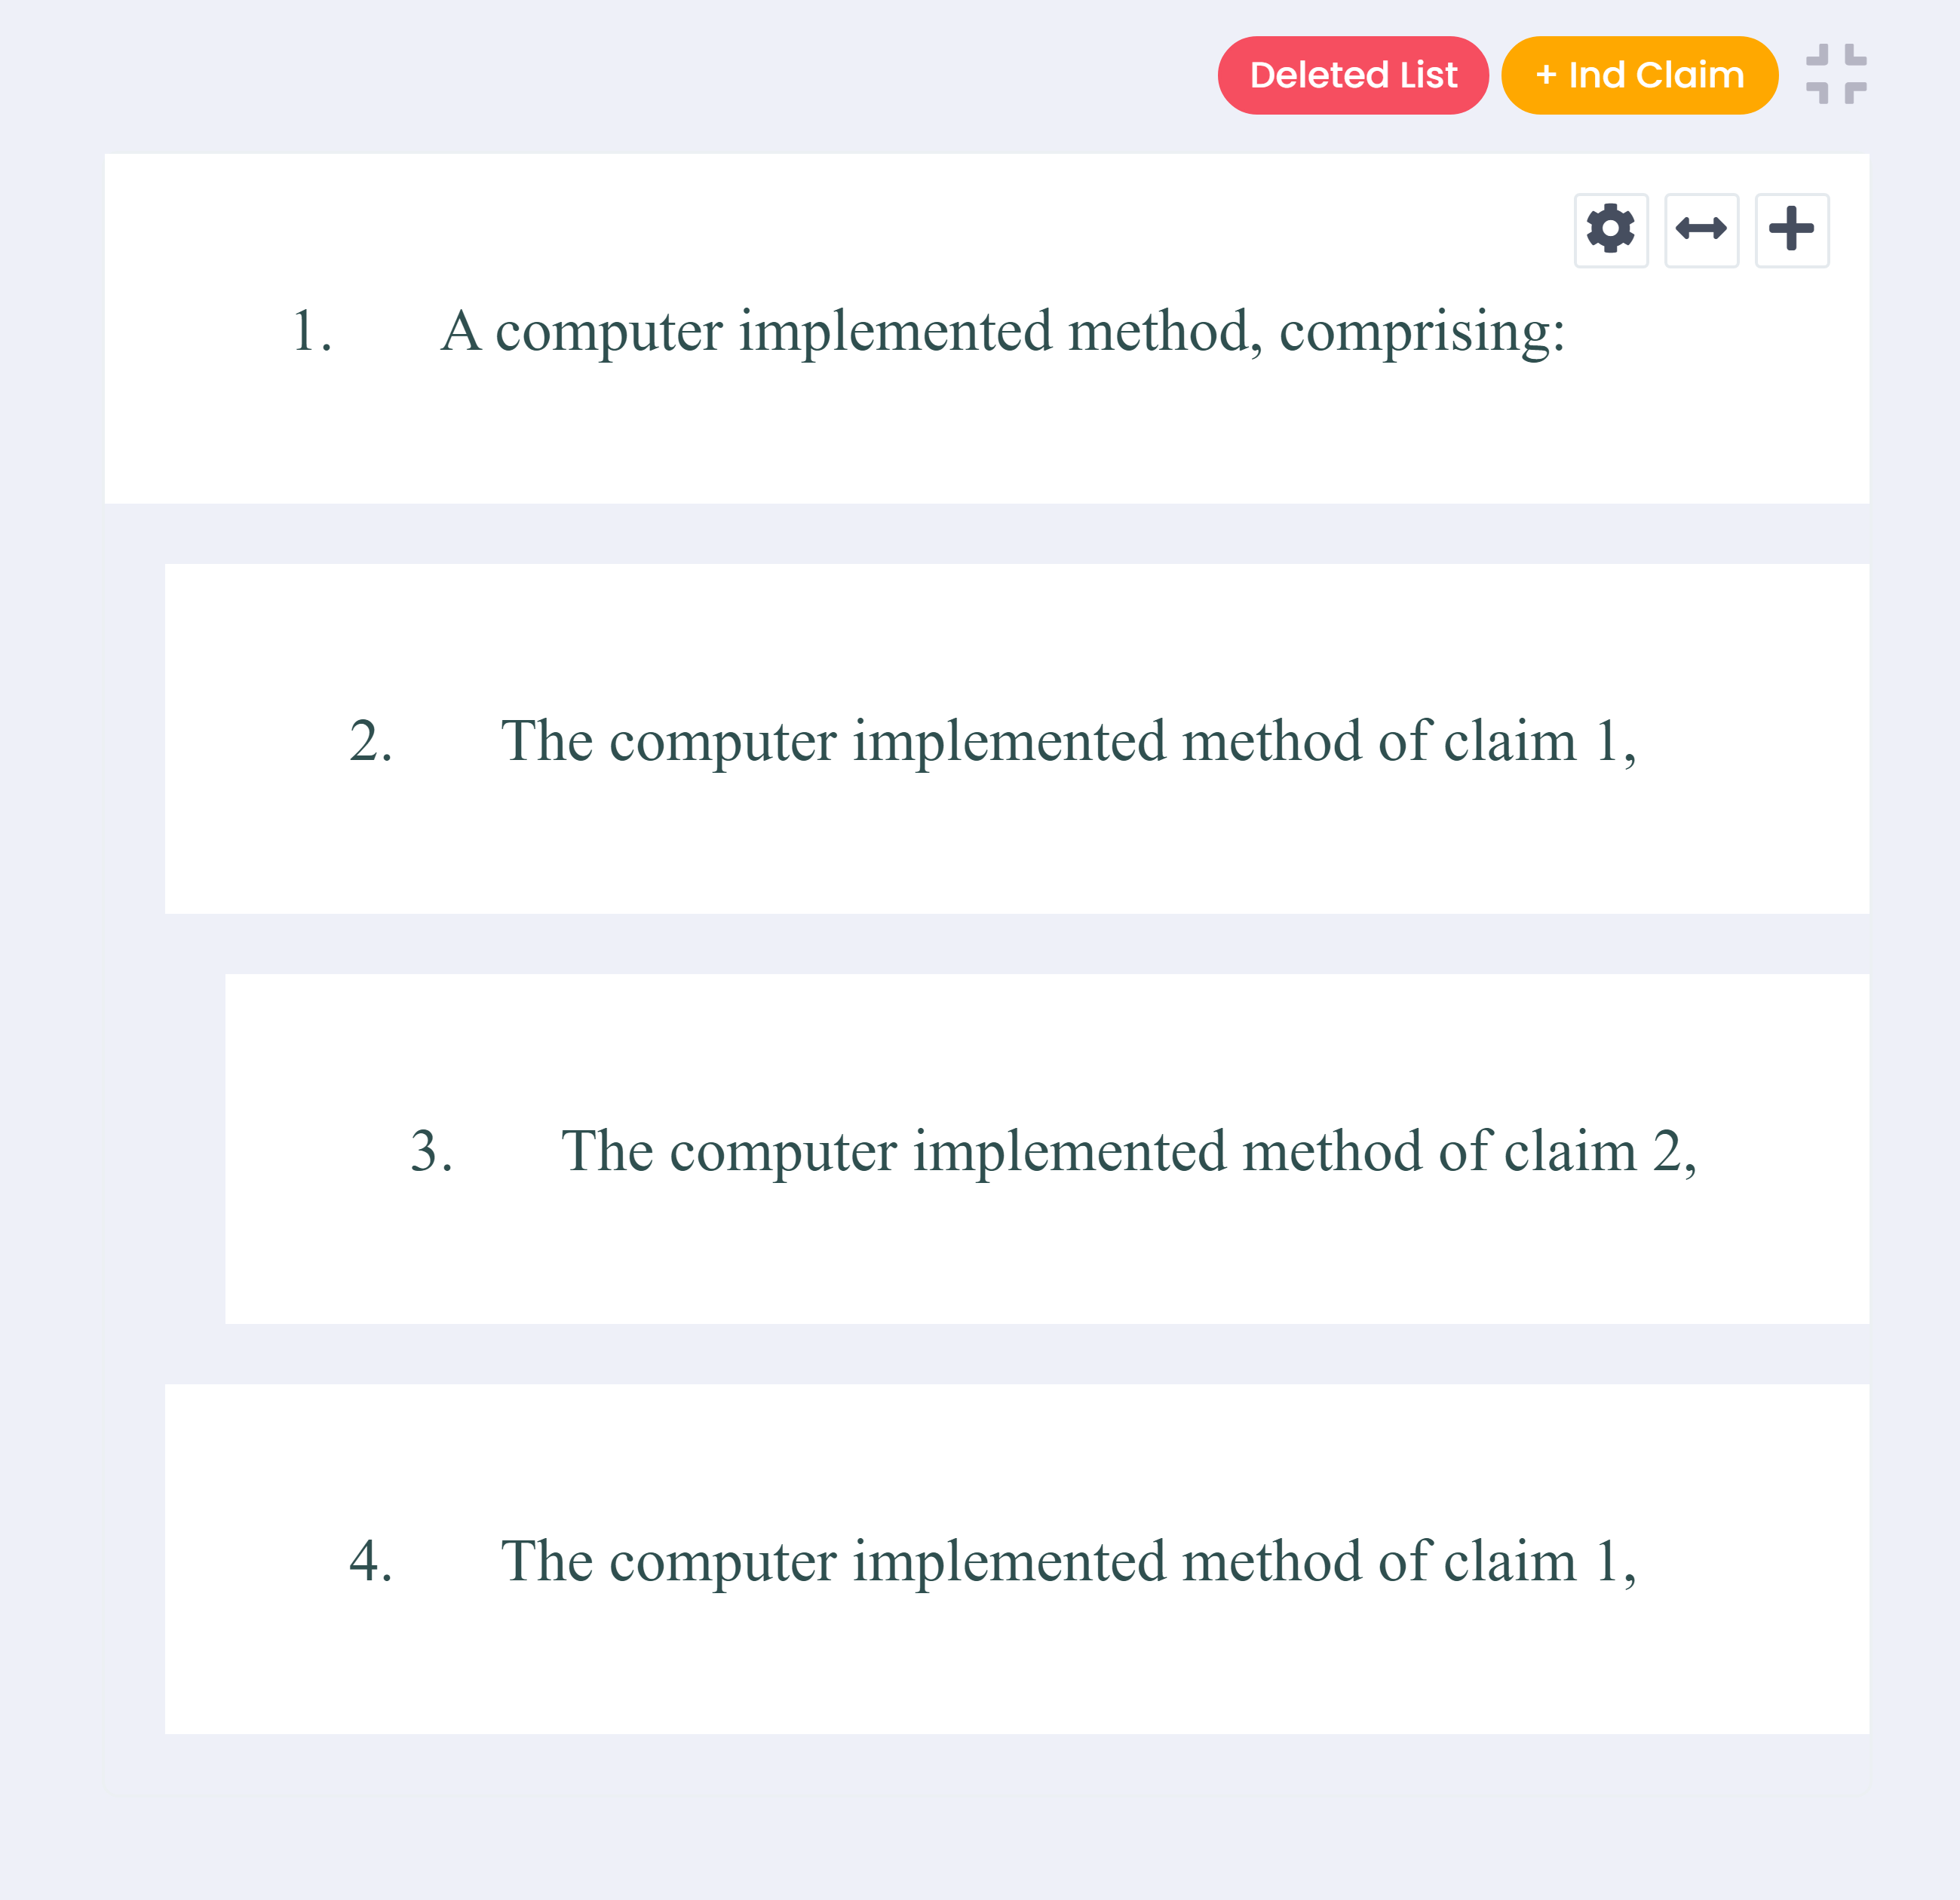 Deleted List + Ind Claim
1. A computer implemented method, comprising:
2. The computer implemented method of claim 1,
3. The computer implemented method of claim 2,
4. The computer implemented method of claim 1,